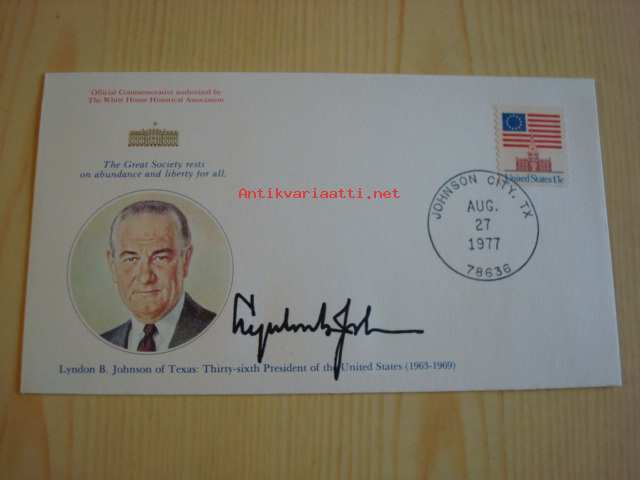 Official Commemorative authorized by
The White House Historical Association
The Great Society rests
on abundance and liberty for all.
Antikvariaatti.net
United States 13c
JOHNSON CITY, TX
AUG.
27
1977
78636
Lyndon B. Johnson
Lyndon B. Johnson of Texas: Thirty-sixth President of the United States (1963-1969)